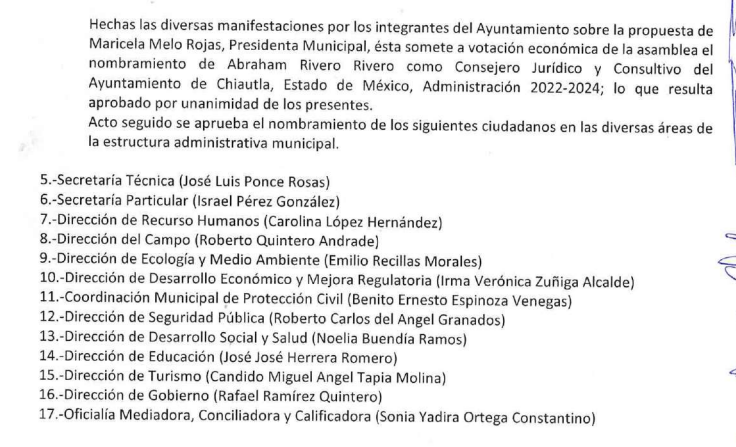 Hechas las diversas manifestaciones por los integrantes del Ayuntamiento sobre la propuesta de
Maricela Melo Rojas, Presidenta Municipal, ésta somete a votación económica de la asamblea el
nombramiento de Abraham Rivero Rivero como Consejero Jurídico y Consultivo del
Ayuntamiento de Chiautla, Estado de México, Administración 2022-2024; lo que resulta
aprobado por unanimidad de los presentes.
Acto seguido se aprueba el nombramiento de los siguientes ciudadanos en las diversas áreas de
la estructura administrativa municipal.
5.-Secretaría Técnica (José Luis Ponce Rosas)
6.-Secretaría Particular (Israel Pérez González)
7.-Dirección de Recurso Humanos (Carolina López Hernández)
8.-Dirección del Campo (Roberto Quintero Andrade)
9.-Dirección de Ecología y Medio Ambiente (Emilio Recillas Morales)
10.-Dirección de Desarrollo Económico y Mejora Regulatoria (Irma Verónica Zuñiga Alcalde)
11.-Coordinación Municipal de Protección Civil (Benito Ernesto Espinoza Venegas)
12.-Dirección de Seguridad Pública (Roberto Carlos del Angel Granados)
13.-Dirección de Desarrollo Social y Salud (Noelia Buendía Ramos)
14.-Dirección de Educación (José José Herrera Romero)
15.-Dirección de Turismo (Candido Miguel Angel Tapia Molina)
16.-Dirección de Gobierno (Rafael Ramírez Quintero)
17.-Oficialía Mediadora, Conciliadora y Calificadora (Sonia Yadira Ortega Constantino)